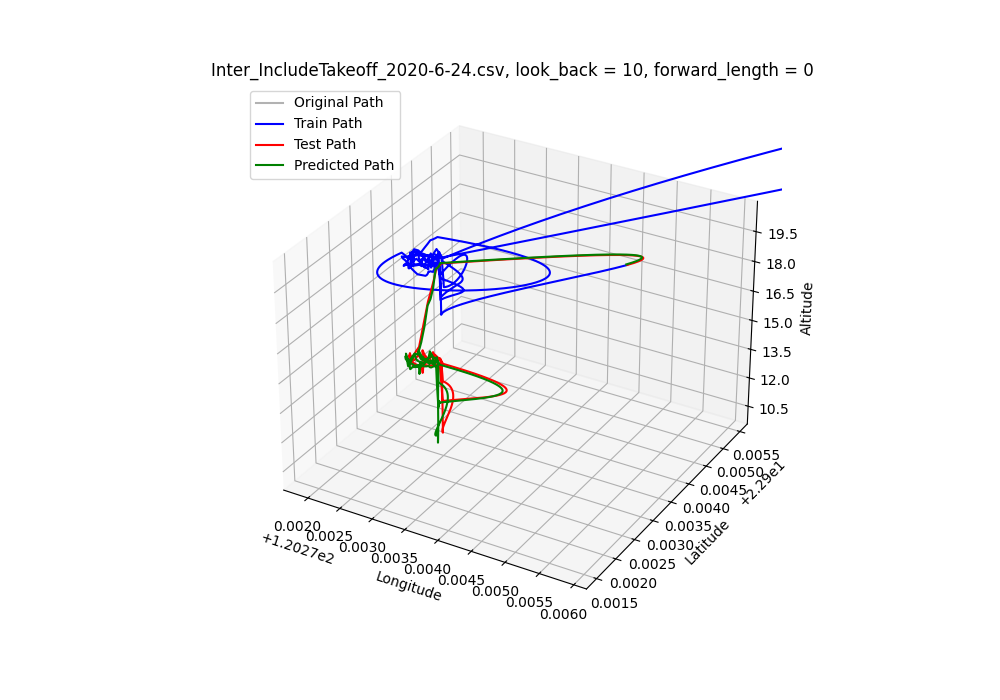 Inter_IncludeTakeoff_2020-6-24.csv, look_back = 10, forward_length = 0
Original Path
Train Path
Test Path
Predicted Path
19.5
18.0
16.5
15.0
13.5
12.0
10.5
Altitude
0.0055
0.0050
0.0045
0.0040
0.0035
0.0030
0.0025
0.0020
0.0015
+2.29e1
Latitude
0.0020
0.0025
0.0030
0.0035
0.0040
0.0045
0.0050
0.0055
0.0060
+1.2027e2
Longitude